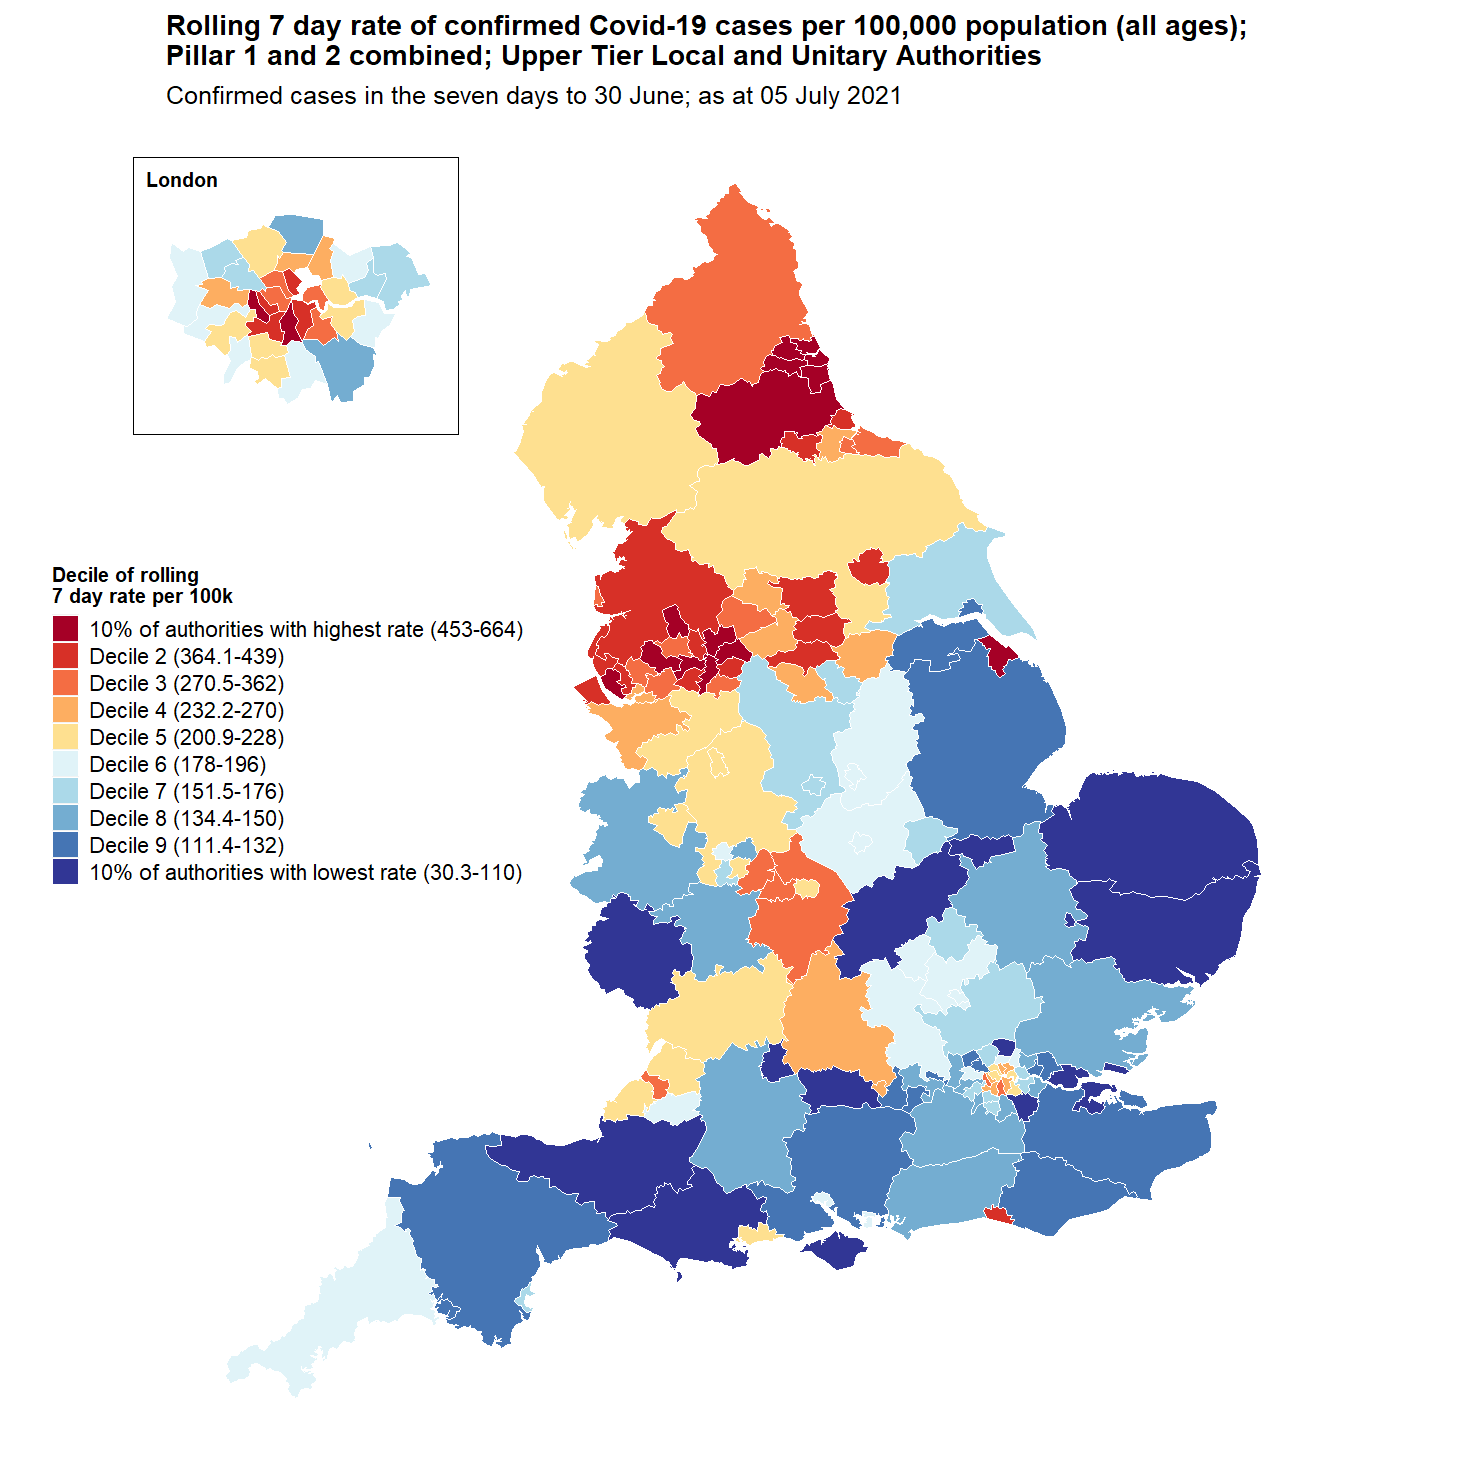 Rolling 7 day rate of confirmed Covid-19 cases per 100,000 population (all ages);
Pillar 1 and 2 combined; Upper Tier Local and Unitary Authorities
Confirmed cases in the seven days to 30 June; as at 05 July 2021
London
Decile of rolling
7 day rate per 100k
10% of authorities with highest rate (453-664)
Decile 2 (364.1-439)
Decile 3 (270.5-362)
Decile 4 (232.2-270)
Decile 5 (200.9-228)
Decile 6 (178-196)
Decile 7 (151.5-176)
Decile 8 (134.4-150)
Decile 9 (111.4-132)
10% of authorities with lowest rate (30.3-110)